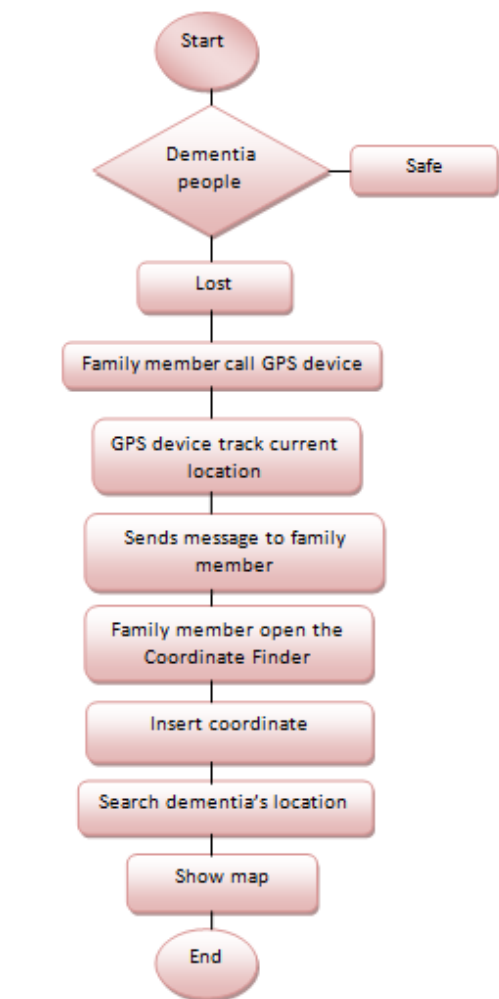 Start
Dementia
people
Safe
Lost
Family member call GPS device
GPS device track current
location
Sends message to family
member
Family member open the
Coordinate Finder
Insert coordinate
Search dementia's location
Show map
End